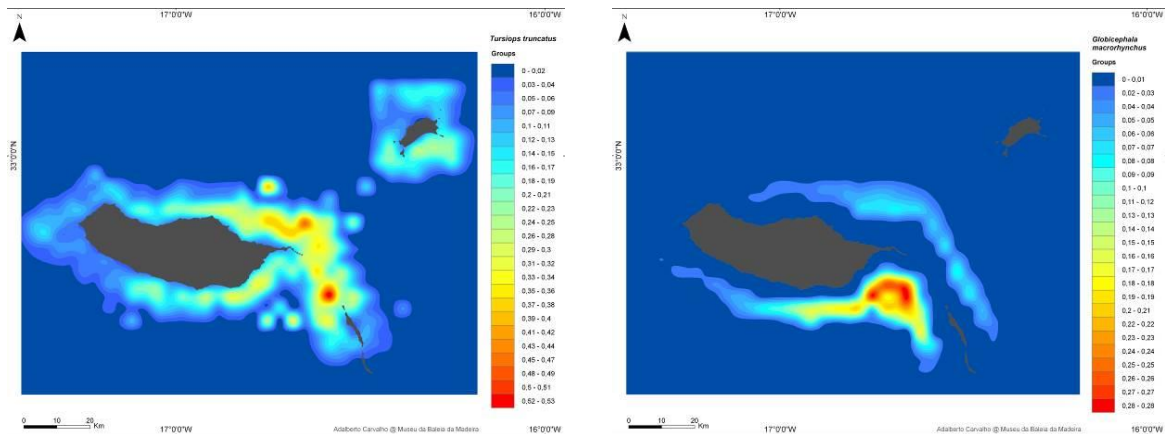 17°0'0"W
16°0'0"W
N
Tursiops truncatus
Groups
0 - 0,02
0,03 - 0,04
0,05 - 0,06
0,07 - 0,09
0,1 - 0,11
0,12 - 0,13
0,14 - 0,15
0,16 - 0,17
0,18 - 0,19
0,2 - 0,21
0,22 - 0,23
0,24 - 0,26
0,26 - 0,28
0,29 - 0,3
0,31 - 0,32
0,33 - 0,34
0,35 - 0,36
0,37 - 0,38
0,39 - 0,4
0,41 - 0,42
0,43 - 0,44
0,45 - 0,47
0,48 - 0,49
0,5 - 0,51
0,52 - 0,53
33°0'0"N
0 10 20
Km
Adalberto Carvalho @ Museu da Baleia da Madeira
17°0'0"W
16°0'0"W
17°0'0"W
16°0'0"W
N
Globicephala
macrorhynchus
Groups
0 - 0,01
0,02 - 0,03
0,04 - 0,05
0,06 - 0,07
0,08 - 0,08
0,09 - 0,09
0,1 - 0,1
0,11 - 0,11
0,12 - 0,12
0,13 - 0,13
0,14 - 0,14
0,15 - 0,15
0,16 - 0,16
0,17 - 0,17
0,18 - 0,18
0,19 - 0,19
0,2 - 0,21
0,22 - 0,22
0,23 - 0,23
0,24 - 0,24
0,25 - 0,25
0,26 - 0,26
0,27 - 0,27
0,28 - 0,28
33°0'0"N
0 10 20
Km
Adalberto Carvalho @ Museu da Baleia da Madeira
17°0'0"W
16°0'0"W